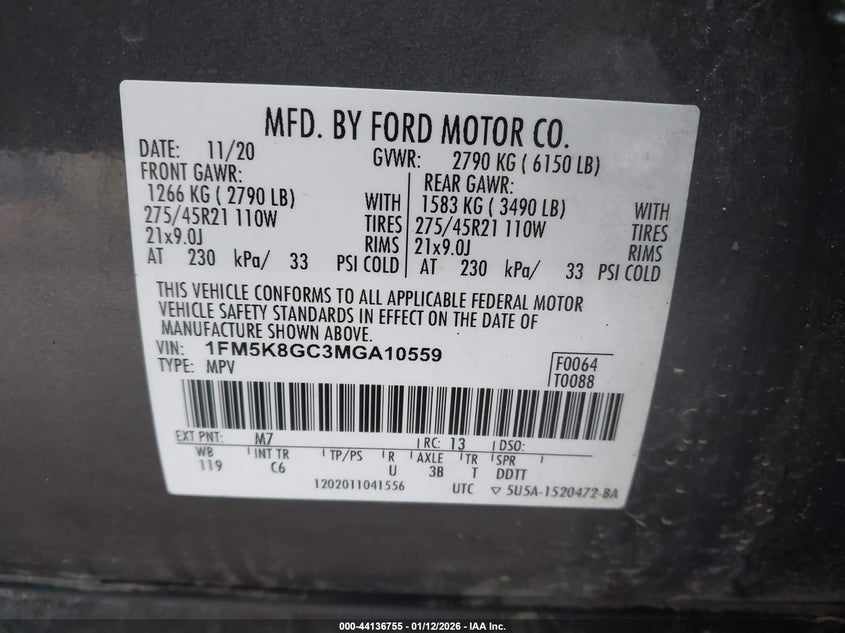 MFD. BY FORD MOTOR CO.
DATE: 11/20 GVWR: 2790 KG ( 6150 LB)
FRONT GAWR: REAR GAWR:
1266 KG ( 2790 LB) WITH 1583 KG ( 3490 LB) WITH
275/45R21 110W TIRES 275/45R21 110W TIRES
21x9.0J RIMS 21x9.0J RIMS
AT 230 kPa/ 33 PSI COLD AT 230 kPa/ 33 PSI COLD
THIS VEHICLE CONFORMS TO ALL APPLICABLE FEDERAL MOTOR
VEHICLE SAFETY STANDARDS IN EFFECT ON THE DATE OF
MANUFACTURE SHOWN ABOVE.
VIN: 1FM5K8GC3MGA10559 F0064
TYPE: MPV T0088
EXT PNT: M7 RC: 13 DSO:
WB INT TR TP/PS R AXLE TR SPR
119 C6 U 3B T DDTT
1202011041556 UTC ▽ 5U5A-1520472-BA
000-44136755 - 01/12/2026 - IAA Inc.